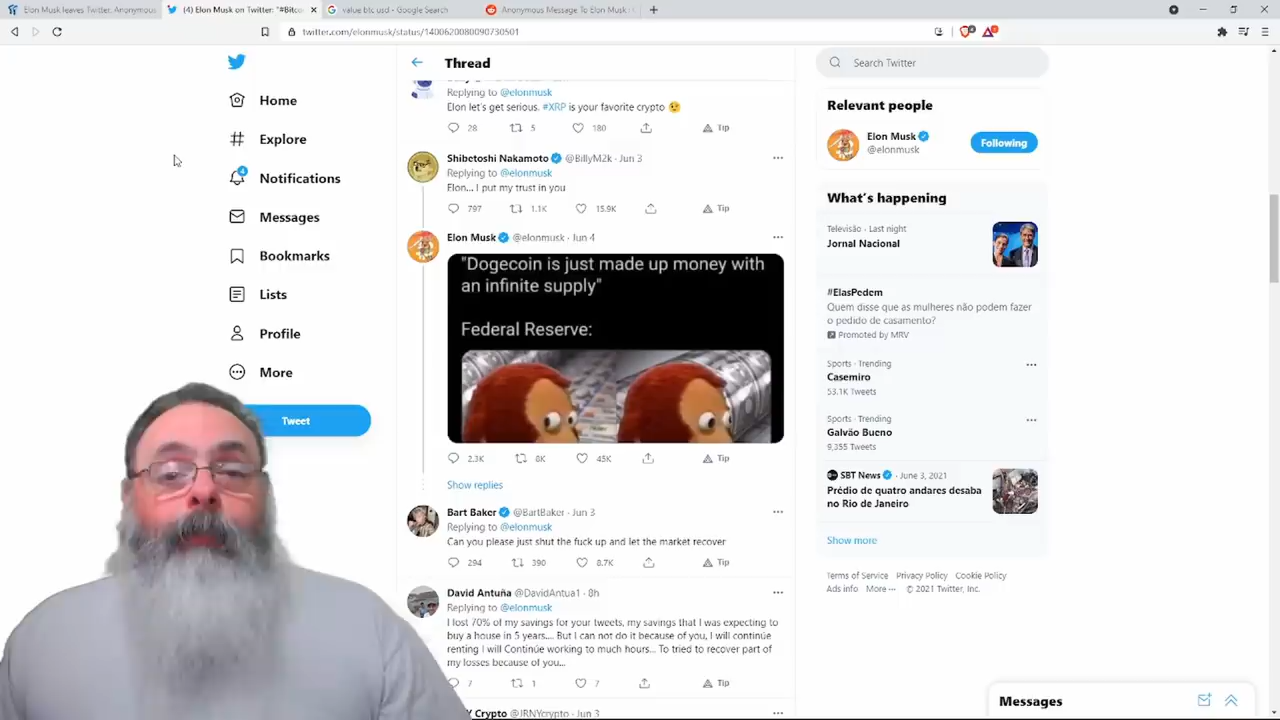 Elon Musk leaves Twitter, Anonymous
(4) Elon Musk on Twitter: "#Bitco
value btc usd - Google Search
Anonymous Message To Elon Musk
twitter.com/elonmusk/status/1400620080090730501
Home
Explore
4
Notifications
Messages
Bookmarks
Lists
Profile
More
Tweet
Thread
Replying to @elonmusk
Elon let's get serious. #XRP is your favorite crypto 🤨
28 5 180 Tip
Shibetoshi Nakamoto @BillyM2k · Jun 3
Replying to @elonmusk
Elon... I put my trust in you
797 1.1K 15.9K Tip
Elon Musk @elonmusk · Jun 4
"Dogecoin is just made up money with
an infinite supply"
Federal Reserve:
2.3K 8K 45K Tip
Show replies
Bart Baker @BartBaker · Jun 3
Replying to @elonmusk
Can you please just shut the fuck up and let the market recover
294 390 8.7K Tip
David Antuña @DavidAntua1 · 8h
Replying to @elonmusk
I lost 70% of my savings for your tweets, my savings that I was expecting to
buy a house in 5 years.... But I can not do it because of you, I will continúe
renting I will Continúe working to much hours... To tried to recover part of
my losses because of you...
7 1 7 Tip
Crypto @JRNYcrypto · Jun 3
Search Twitter
Relevant people
Elon Musk
@elonmusk
Following
What's happening
Televisão · Last night
Jornal Nacional
#ElasPedem
Quem disse que as mulheres não podem fazer
o pedido de casamento?
Promoted by MRV
Sports · Trending
Casemiro
53.1K Tweets
Sports · Trending
Galvão Bueno
9,355 Tweets
SBT News · June 3, 2021
Prédio de quatro andares desaba
no Rio de Janeiro
Show more
Terms of Service Privacy Policy Cookie Policy
Ads info More ··· © 2021 Twitter, Inc.
Messages